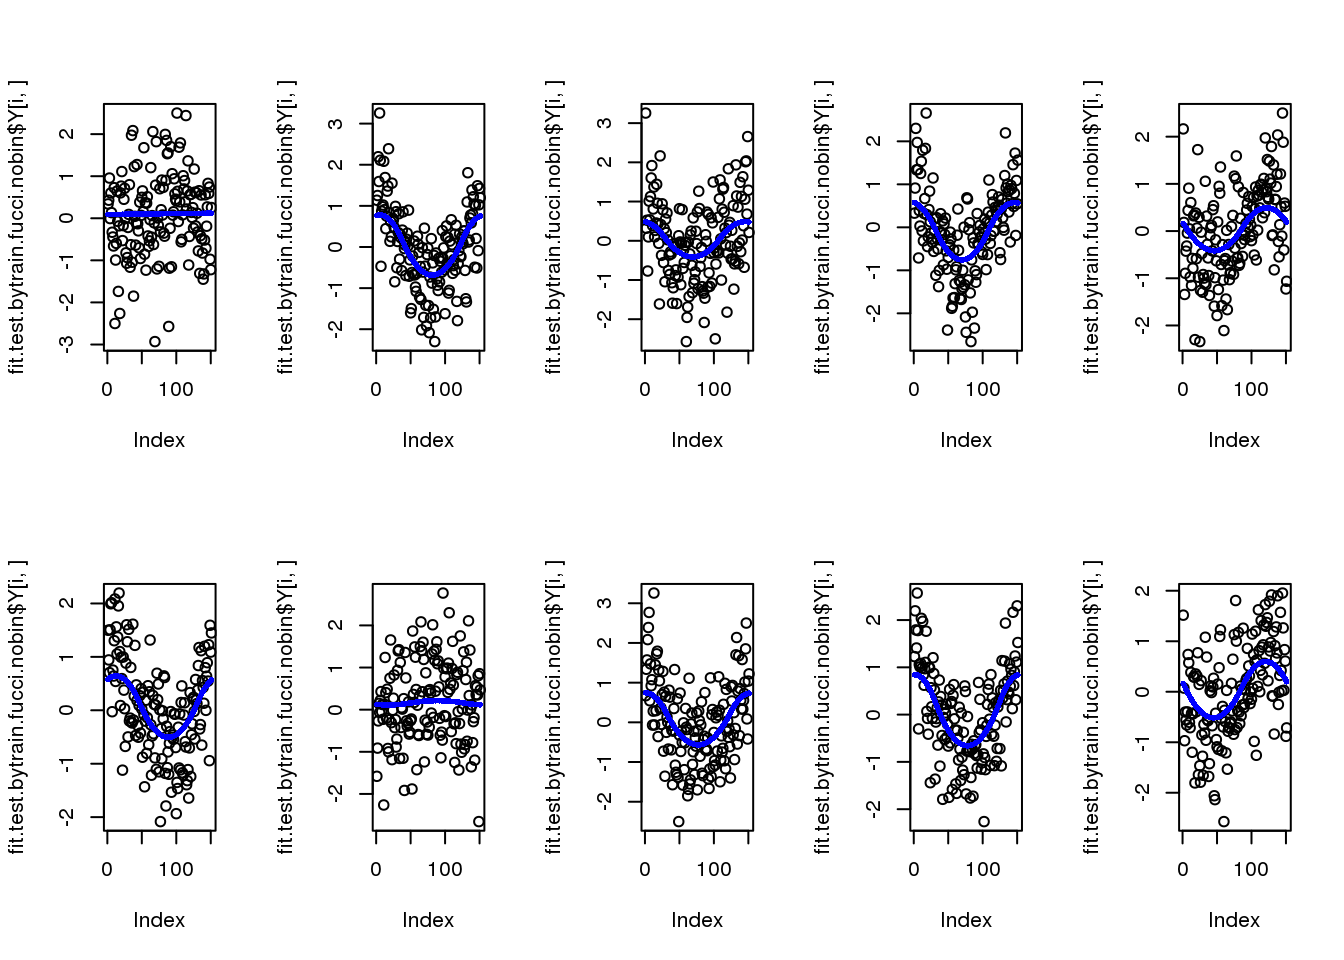 fit.test.bytrain.fucci.nobin$Y[i, ]
-3 -2 -1 0 1 2
0 100
Index
fit.test.bytrain.fucci.nobin$Y[i, ]
-2 -1 0 1 2 3
0 100
Index
fit.test.bytrain.fucci.nobin$Y[i, ]
-2 -1 0 1 2 3
0 100
Index
fit.test.bytrain.fucci.nobin$Y[i, ]
-2 -1 0 1 2
0 100
Index
fit.test.bytrain.fucci.nobin$Y[i, ]
-2 -1 0 1 2
0 100
Index
fit.test.bytrain.fucci.nobin$Y[i, ]
-2 -1 0 1 2
0 100
Index
fit.test.bytrain.fucci.nobin$Y[i, ]
-2 -1 0 1 2
0 100
Index
fit.test.bytrain.fucci.nobin$Y[i, ]
-2 -1 0 1 2 3
0 100
Index
fit.test.bytrain.fucci.nobin$Y[i, ]
-2 -1 0 1 2
0 100
Index
fit.test.bytrain.fucci.nobin$Y[i, ]
-2 -1 0 1 2
0 100
Index